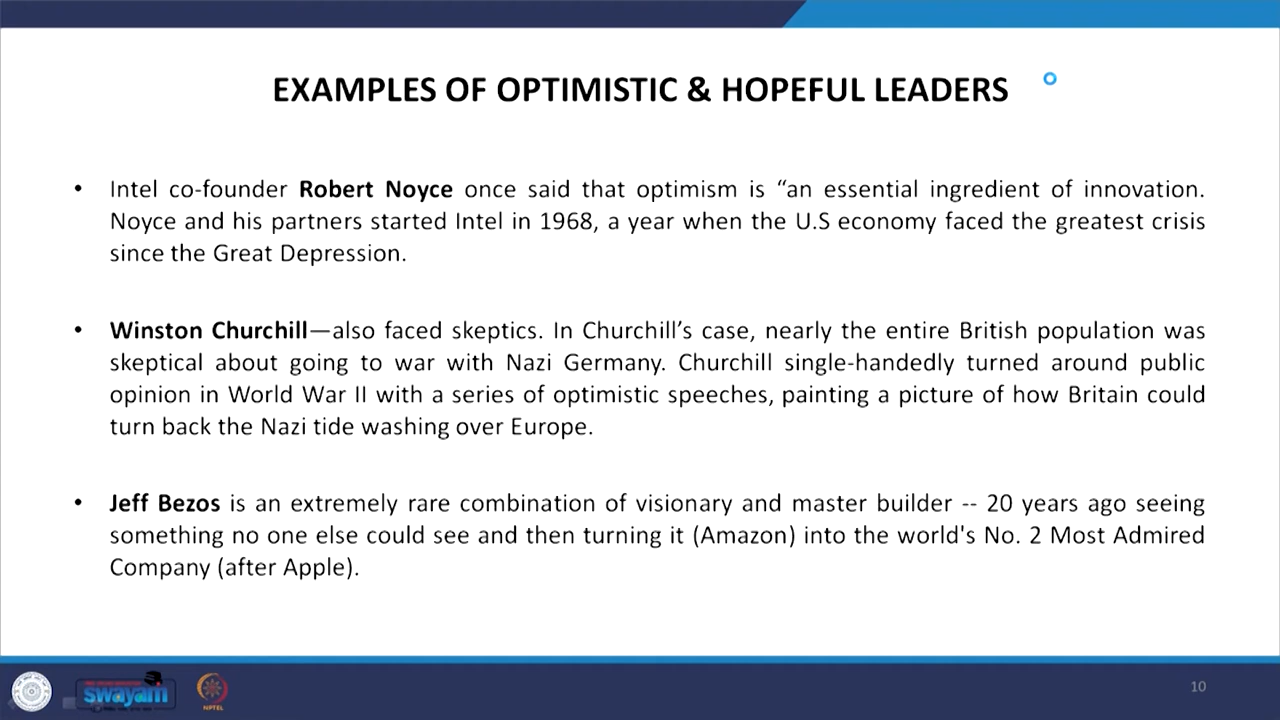 EXAMPLES OF OPTIMISTIC & HOPEFUL LEADERS
• Intel co-founder Robert Noyce once said that optimism is “an essential ingredient of innovation.
Noyce and his partners started Intel in 1968, a year when the U.S economy faced the greatest crisis
since the Great Depression.
• Winston Churchill—also faced skeptics. In Churchill’s case, nearly the entire British population was
skeptical about going to war with Nazi Germany. Churchill single-handedly turned around public
opinion in World War II with a series of optimistic speeches, painting a picture of how Britain could
turn back the Nazi tide washing over Europe.
• Jeff Bezos is an extremely rare combination of visionary and master builder -- 20 years ago seeing
something no one else could see and then turning it (Amazon) into the world's No. 2 Most Admired
Company (after Apple).
swayam
NPTEL
10